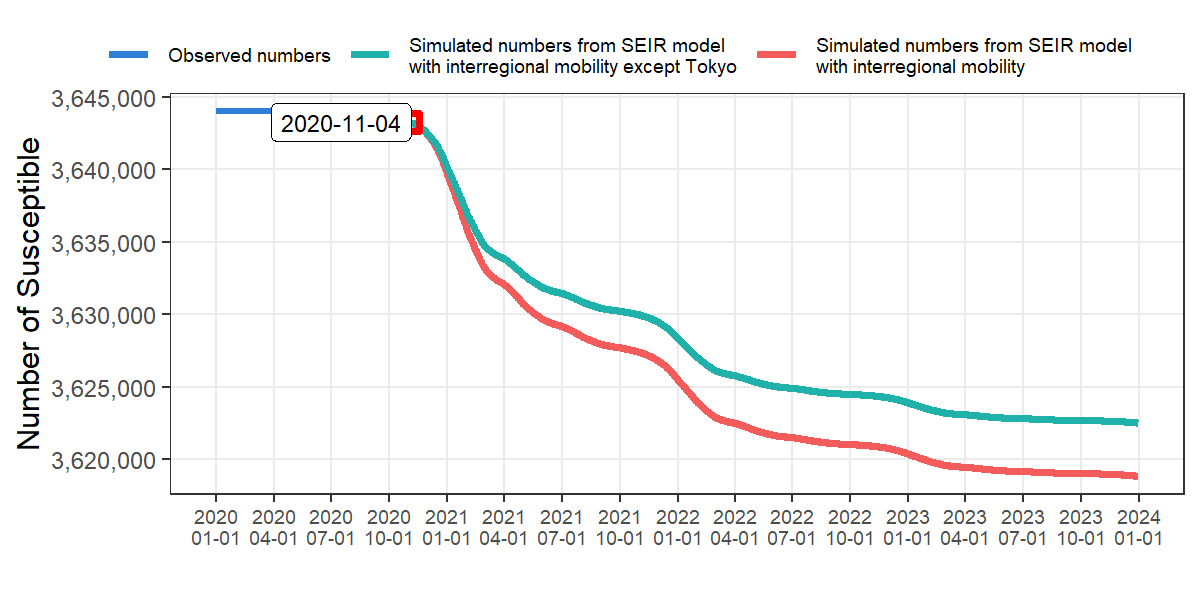 Observed numbers
Simulated numbers from SEIR model
with interregional mobility except Tokyo
Simulated numbers from SEIR model
with interregional mobility
Number of Susceptible
3,645,000
3,640,000
3,635,000
3,630,000
3,625,000
3,620,000
2020-11-04
2020 2020 2020 2020 2021 2021 2021 2021 2022 2022 2022 2022 2023 2023 2023 2023 2024
01-01 04-01 07-01 10-01 01-01 04-01 07-01 10-01 01-01 04-01 07-01 10-01 01-01 04-01 07-01 10-01 01-01